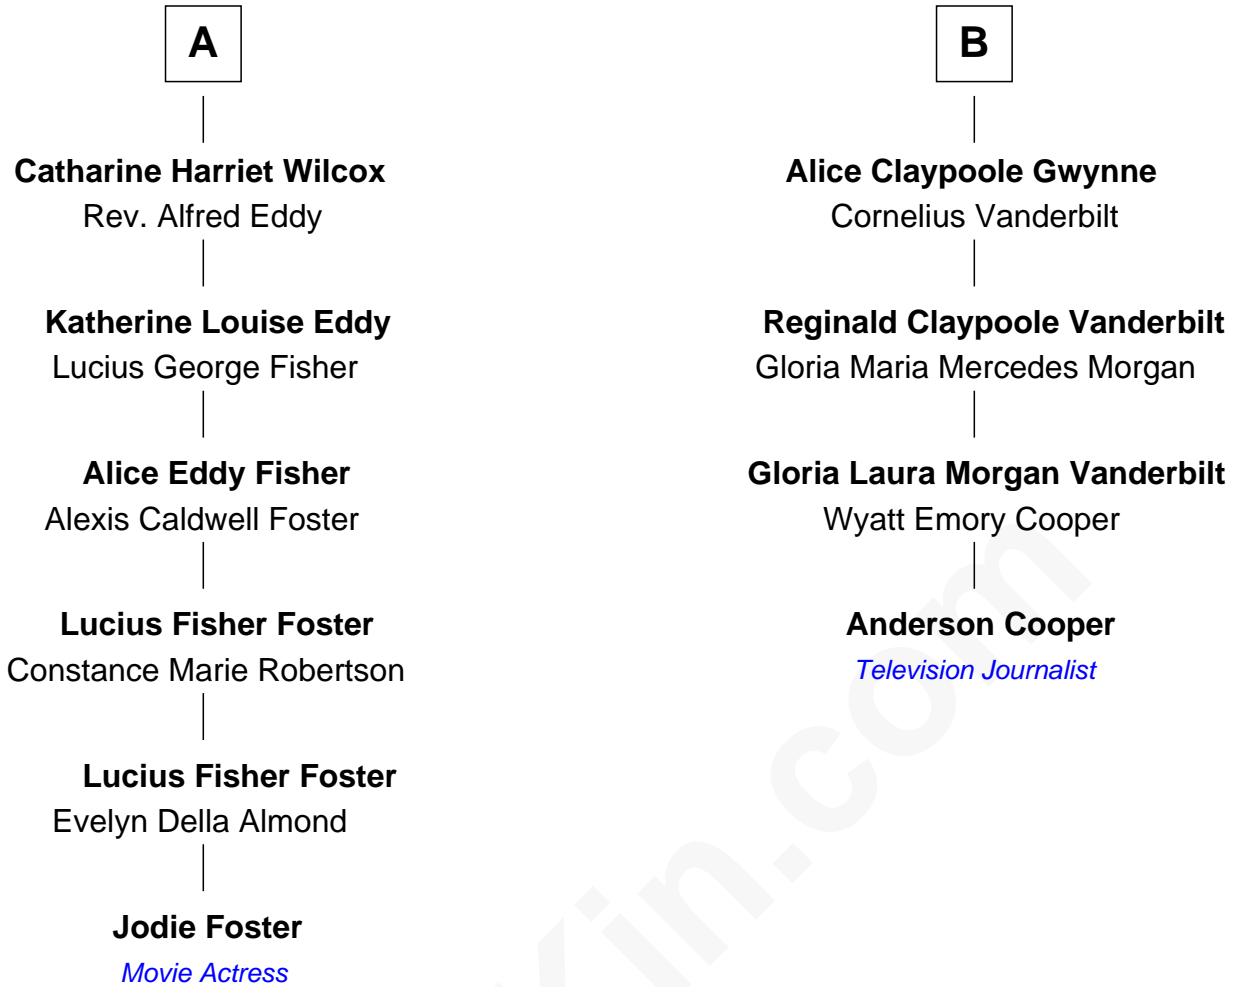 A
Catharine Harriet Wilcox
Rev. Alfred Eddy
Katherine Louise Eddy
Lucius George Fisher
Alice Eddy Fisher
Alexis Caldwell Foster
Lucius Fisher Foster
Constance Marie Robertson
Lucius Fisher Foster
Evelyn Della Almond
Jodie Foster
Movie Actress
B
Alice Claypoole Gwynne
Cornelius Vanderbilt
Reginald Claypoole Vanderbilt
Gloria Maria Mercedes Morgan
Gloria Laura Morgan Vanderbilt
Wyatt Emory Cooper
Anderson Cooper
Television Journalist
Kin.com